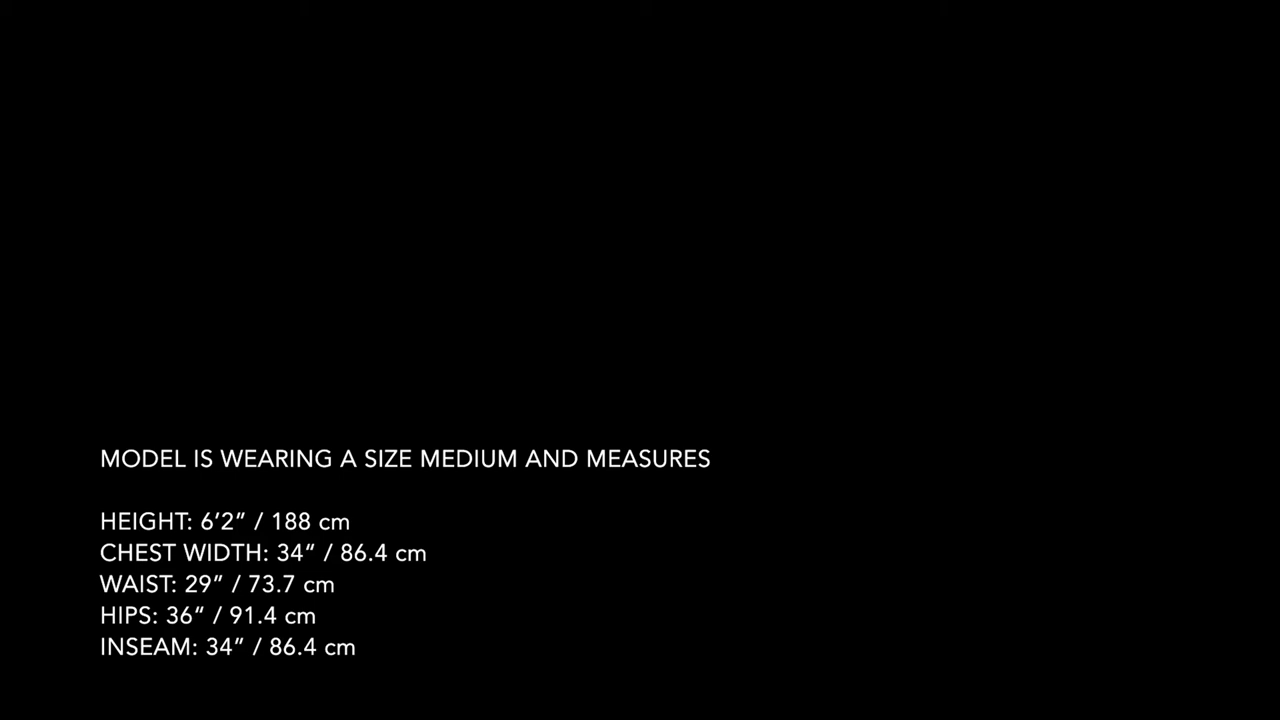 MODEL IS WEARING A SIZE MEDIUM AND MEASURES
HEIGHT: 6’2” / 188 cm
CHEST WIDTH: 34“ / 86.4 cm
WAIST: 29” / 73.7 cm
HIPS: 36“ / 91.4 cm
INSEAM: 34” / 86.4 cm